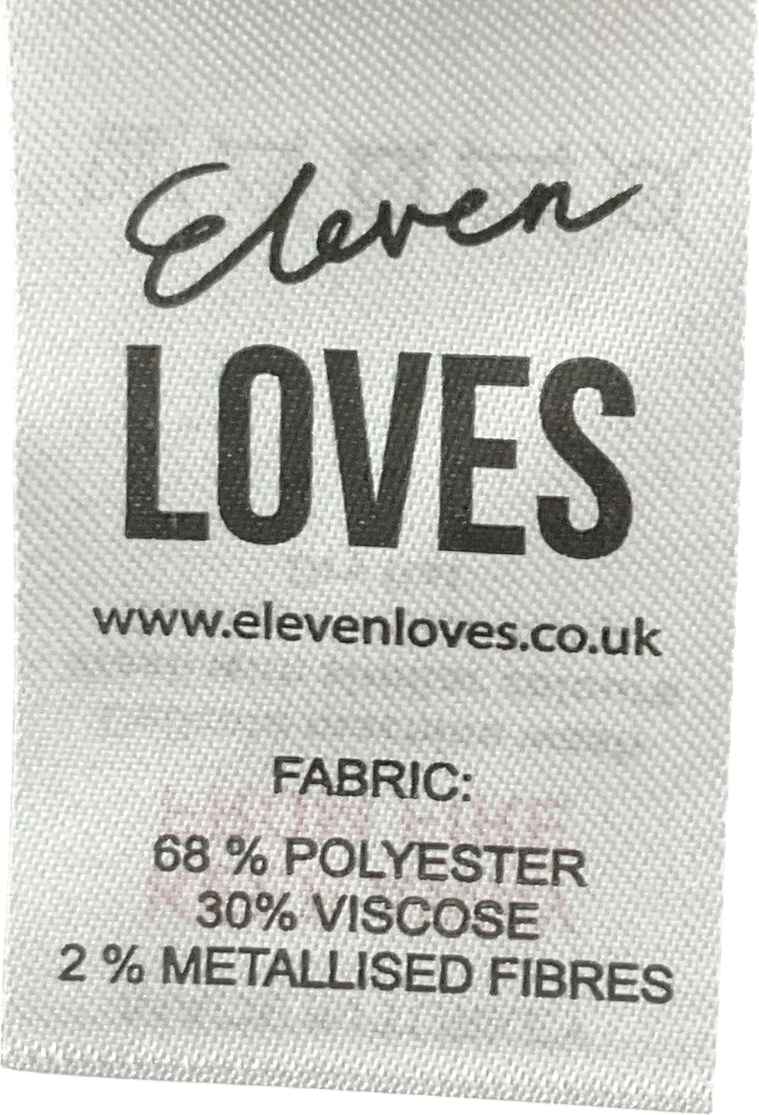 Eleven
LOVES
www.elevenloves.co.uk
FABRIC:
68 % POLYESTER
30% VISCOSE
2 % METALLISED FIBRES